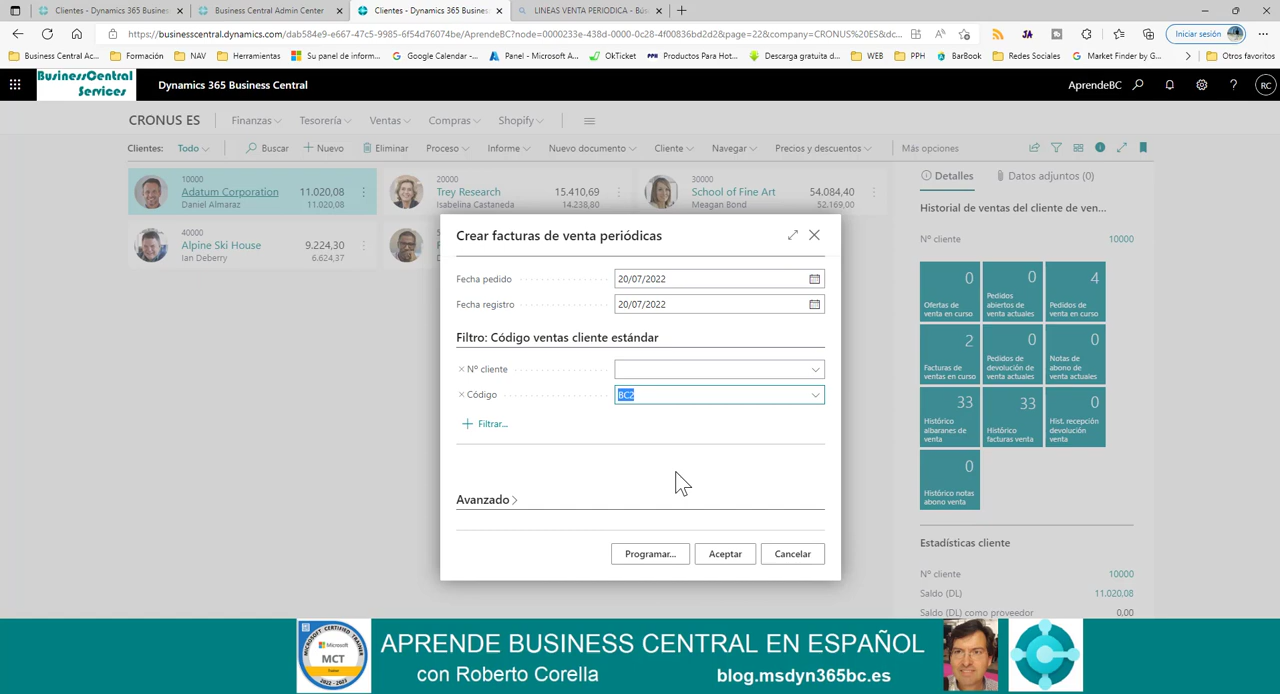 Clientes - Dynamics 365 Business
Business Central Admin Center
Clientes - Dynamics 365 Business
LINEAS VENTA PERIODICA - Bús
https://businesscentral.dynamics.com/dab584e9-e667-47c5-9985-6f54d76074be/AprendeBC?node=0000233e-438d-0000-0c28-4f00836bd2d2&page=22&company=CRONUS%20ES&dc...
Iniciar sesión
Business Central Ac...
Formación
NAV
Herramientas
Su panel de inform...
Google Calendar -...
Panel - Microsoft A...
OkTicket
Productos Para Hot...
Descarga gratuita d...
WEB
PPH
BarBook
Redes Sociales
Market Finder by G...
Otros favoritos
BusinessCentral
Services
Dynamics 365 Business Central
AprendeBC
RC
CRONUS ES
Finanzas
Tesorería
Ventas
Compras
Shopify
Clientes:
Todo
Buscar
Nuevo
Eliminar
Proceso
Informe
Nuevo documento
Cliente
Navegar
Precios y descuentos
Más opciones
10000
Adatum Corporation 11.020,08
Daniel Almaraz 11.020,08
20000
Trey Research 15.410,69
Isabelina Castaneda 14.238,80
30000
School of Fine Art 54.084,40
Meagan Bond 52.169,00
40000
Alpine Ski House 9.224,30
Ian Deberry 6.624,37
Crear facturas de venta periódicas
Fecha pedido 20/07/2022
Fecha registro 20/07/2022
Filtro: Código ventas cliente estándar
× Nº cliente
× Código BC2
+ Filtrar...
Avanzado
Programar...
Aceptar
Cancelar
Detalles
Datos adjuntos (0)
Historial de ventas del cliente de ven...
Nº cliente 10000
0
Ofertas de venta en curso
0
Pedidos abiertos de venta actuales
4
Pedidos de venta en curso
2
Facturas de ventas en curso
0
Pedidos de devolución de venta actuales
0
Notas de abono de venta actuales
33
Histórico albaranes de venta
33
Histórico facturas venta
0
Hist. recepción devolución venta
0
Histórico notas abono venta
Estadísticas cliente
Nº cliente 10000
Saldo (DL) 11.020,08
Saldo (DL) como proveedor 0,00
Microsoft
CERTIFIED
TRAINER
Microsoft
MCT
2022 - 2023
APRENDE BUSINESS CENTRAL EN ESPAÑOL
con Roberto Corella
blog.msdyn365bc.es